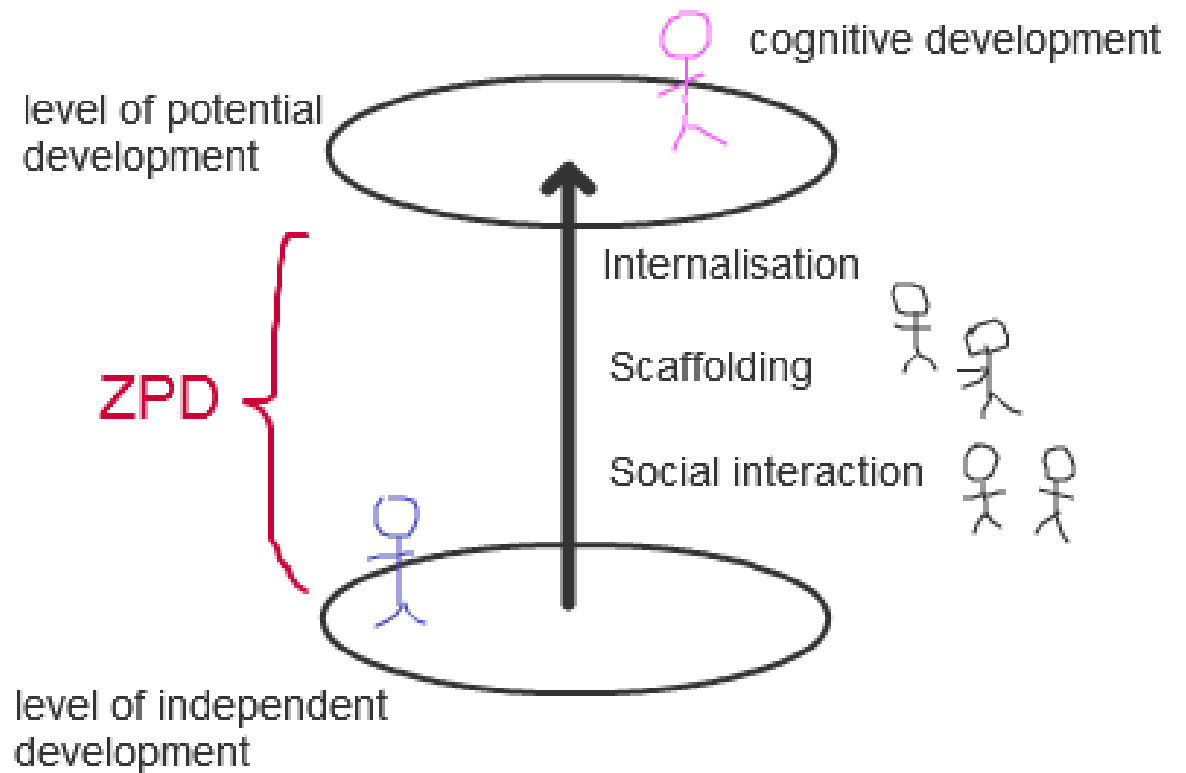 cognitive development
level of potential
development
Internalisation
Scaffolding
ZPD
Social interaction
level of independent
development